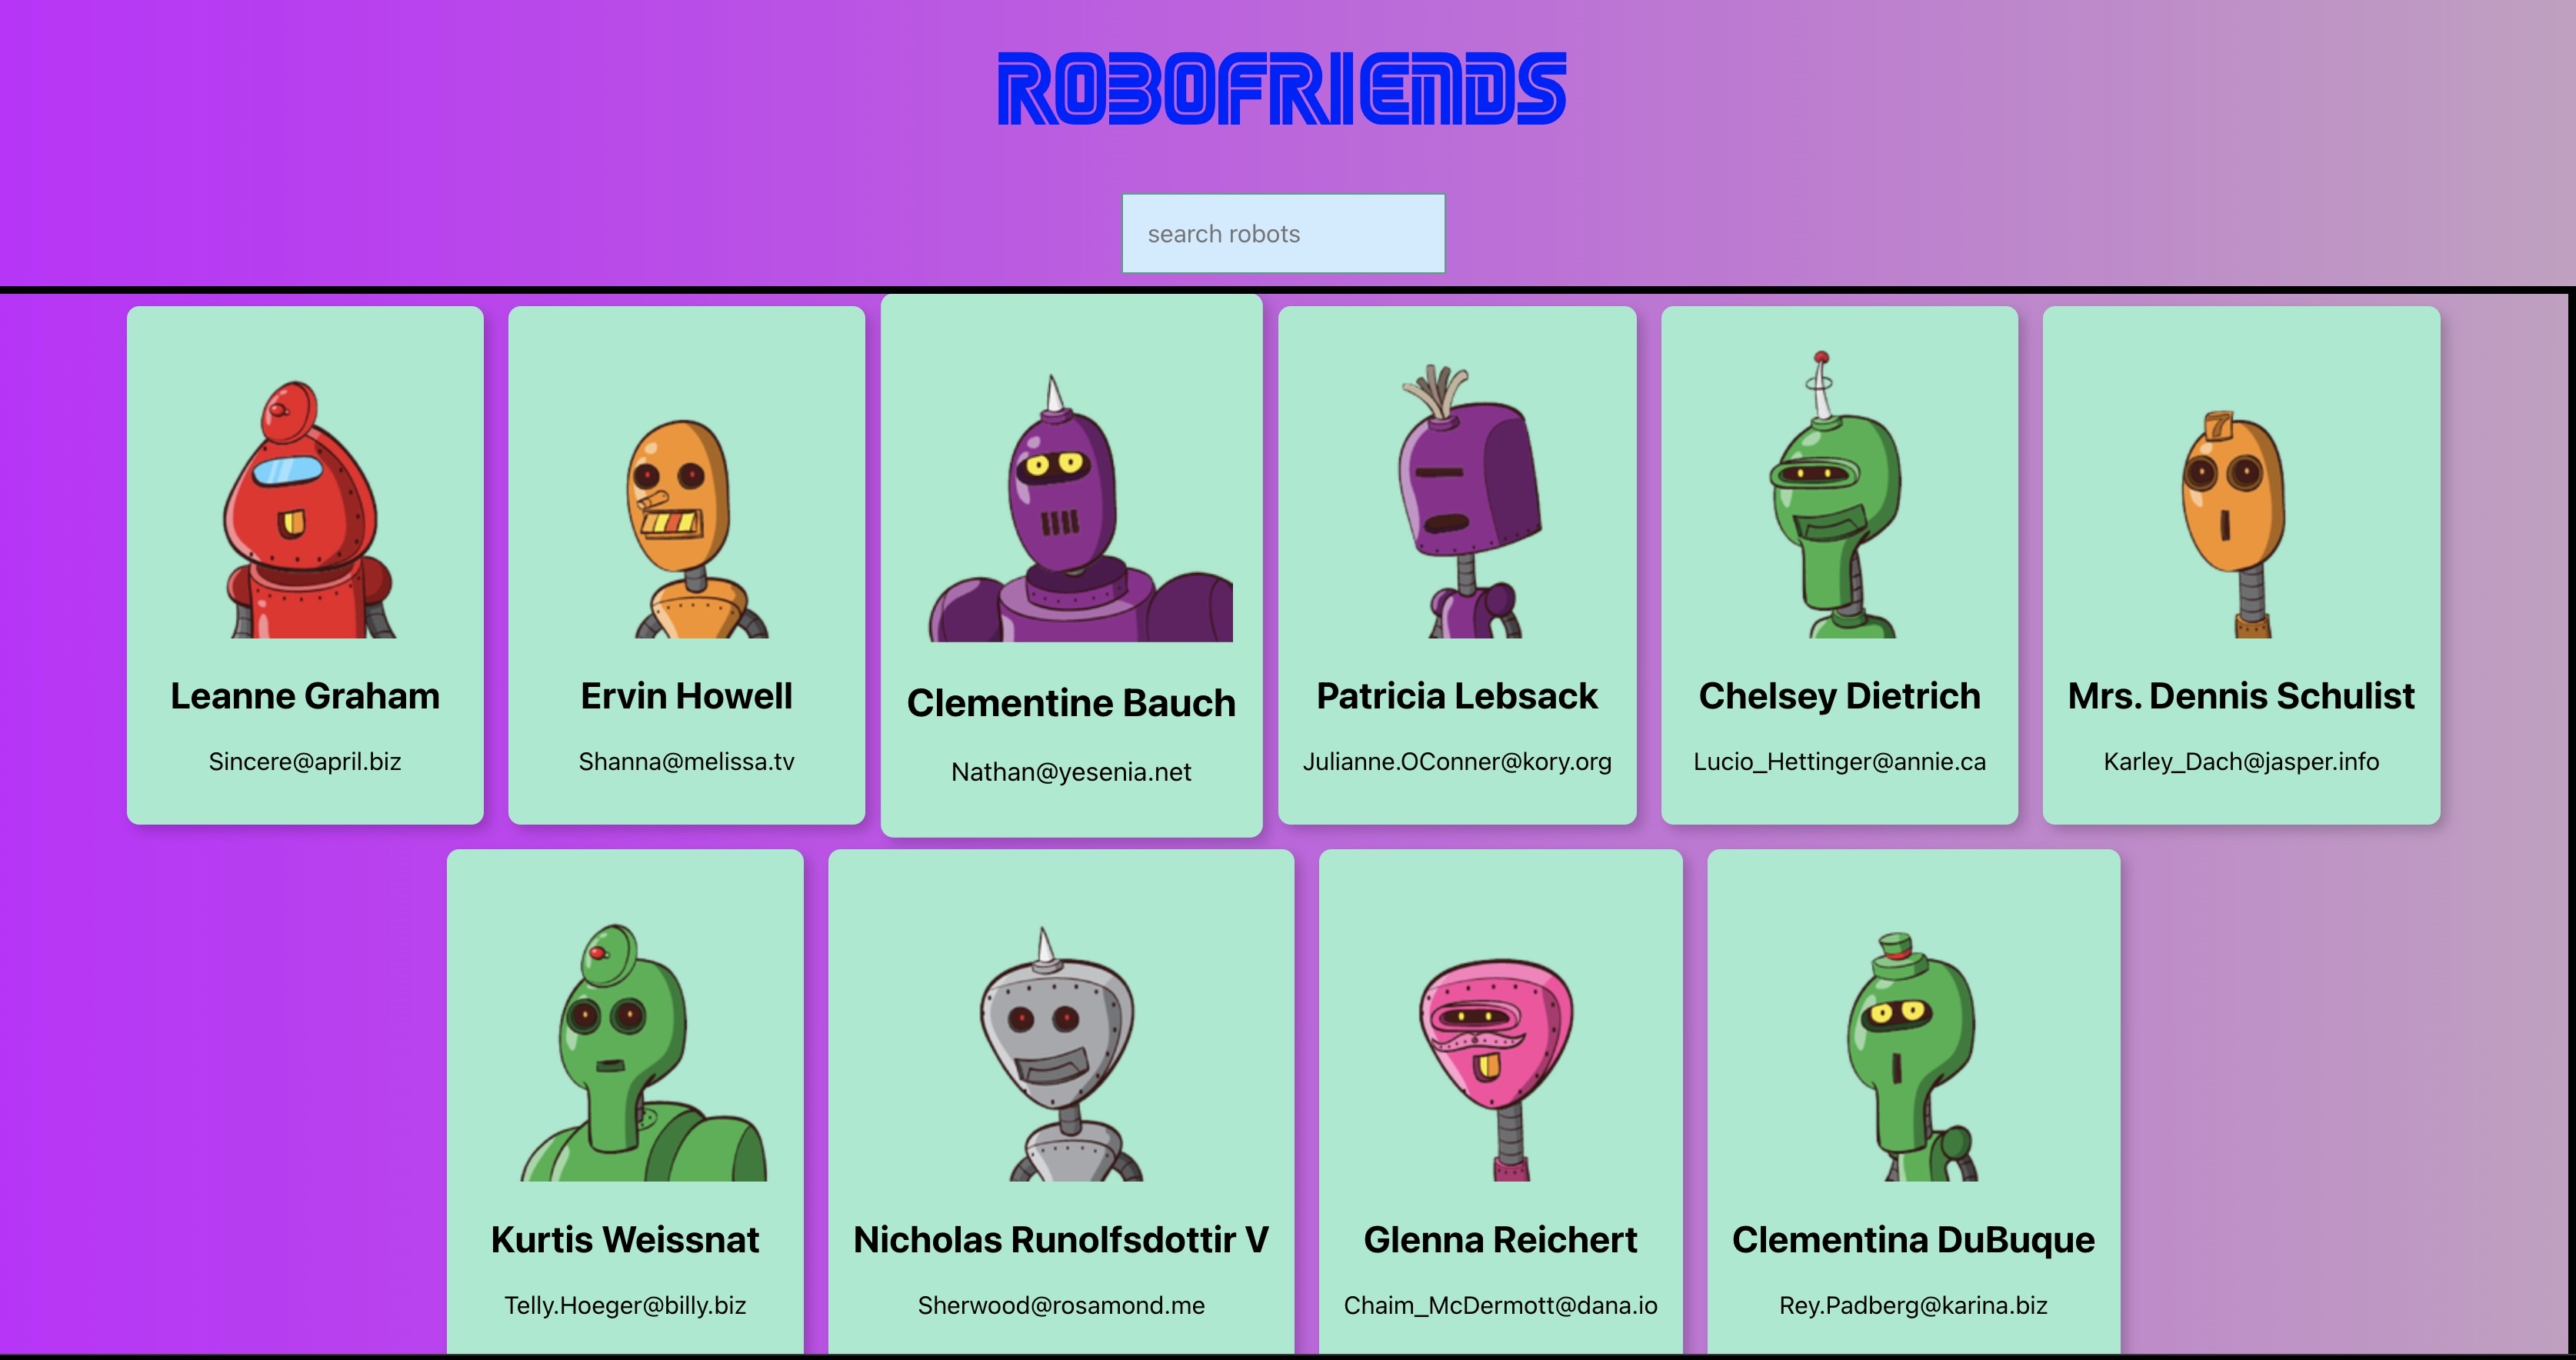 ROBOFRIENDS
search robots
Leanne Graham
Sincere@april.biz
Ervin Howell
Shanna@melissa.tv
Clementine Bauch
Nathan@yesenia.net
Patricia Lebsack
Julianne.OConner@kory.org
Chelsey Dietrich
Lucio_Hettinger@annie.ca
7
Mrs. Dennis Schulist
Karley_Dach@jasper.info
Kurtis Weissnat
Telly.Hoeger@billy.biz
Nicholas Runolfsdottir V
Sherwood@rosamond.me
Glenna Reichert
Chaim_McDermott@dana.io
Clementina DuBuque
Rey.Padberg@karina.biz